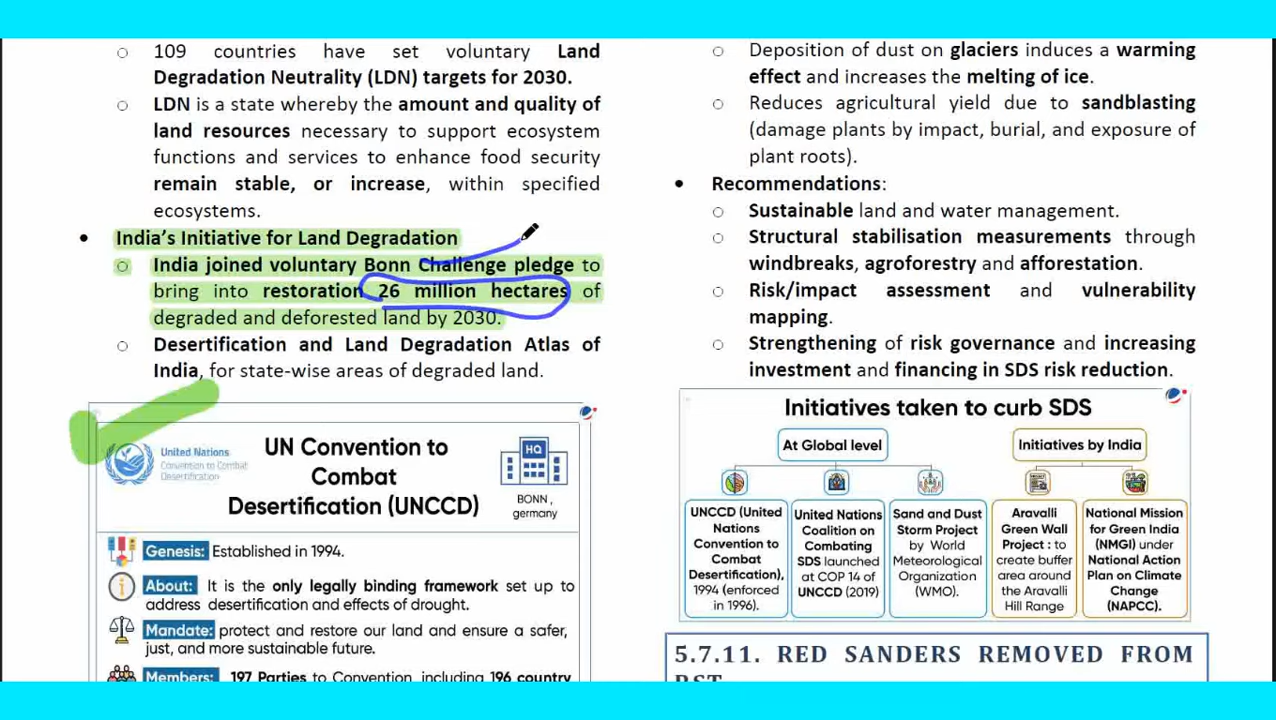 ○ 109 countries have set voluntary Land
Degradation Neutrality (LDN) targets for 2030.
○ LDN is a state whereby the amount and quality of
land resources necessary to support ecosystem
functions and services to enhance food security
remain stable, or increase, within specified
ecosystems.
● India's Initiative for Land Degradation
○ India joined voluntary Bonn Challenge pledge to
bring into restoration 26 million hectares of
degraded and deforested land by 2030.
○ Desertification and Land Degradation Atlas of
India, for state-wise areas of degraded land.
United Nations
Convention to Combat
Desertification
UN Convention to
Combat
Desertification (UNCCD)
HQ
BONN,
germany
Genesis: Established in 1994.
About: It is the only legally binding framework set up to
address desertification and effects of drought.
Mandate: protect and restore our land and ensure a safer,
just, and more sustainable future.
Members: 197 Parties to Convention, including 196 country
○ Deposition of dust on glaciers induces a warming
effect and increases the melting of ice.
○ Reduces agricultural yield due to sandblasting
(damage plants by impact, burial, and exposure of
plant roots).
● Recommendations:
○ Sustainable land and water management.
○ Structural stabilisation measurements through
windbreaks, agroforestry and afforestation.
○ Risk/impact assessment and vulnerability
mapping.
○ Strengthening of risk governance and increasing
investment and financing in SDS risk reduction.
Initiatives taken to curb SDS
At Global level
Initiatives by India
UNCCD (United
Nations
Convention to
Combat
Desertification),
1994 (enforced
in 1996).
United Nations
Coalition on
Combating
SDS launched
at COP 14 of
UNCCD (2019)
Sand and Dust
Storm Project
by World
Meteorological
Organization
(WMO).
Aravalli
Green Wall
Project : to
create buffer
area around
the Aravalli
Hill Range
National Mission
for Green India
(NMGI) under
National Action
Plan on Climate
Change
(NAPCC).
5.7.11. RED SANDERS REMOVED FROM
RST